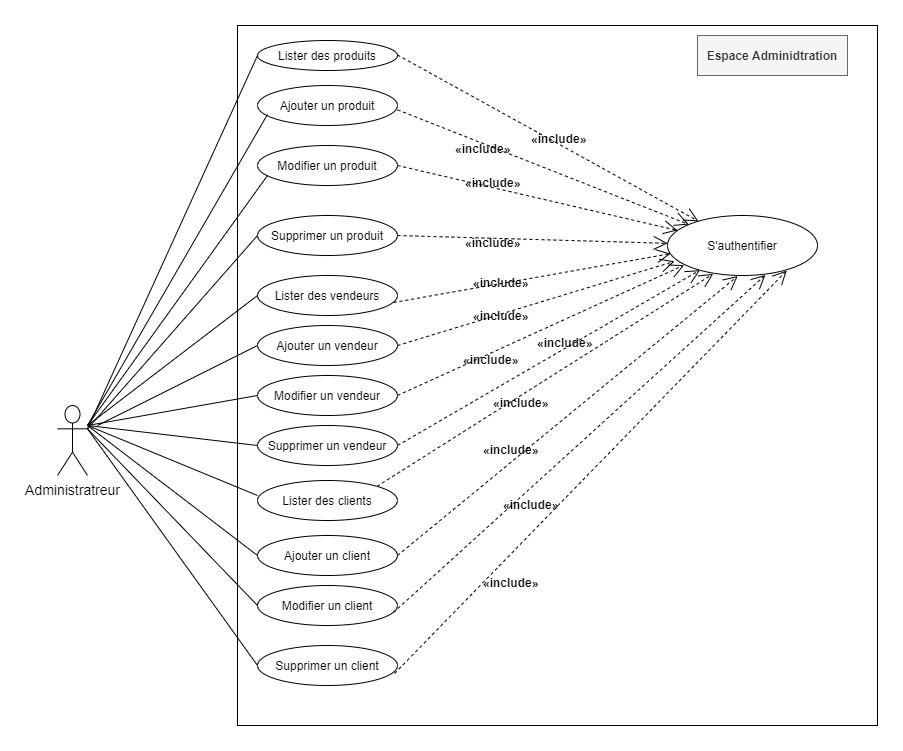 Lister des produits
Espace Adminidtration
Ajouter un produit
«include»
«include»
Modifier un produit
«include»
Supprimer un produit
«include»
S'authentifier
Lister des vendeurs
«include»
«include»
Ajouter un vendeur
«include»
«include»
Modifier un vendeur
«include»
Supprimer un vendeur
«include»
Administratreur
Lister des clients
«include»
Ajouter un client
«include»
Modifier un client
Supprimer un client